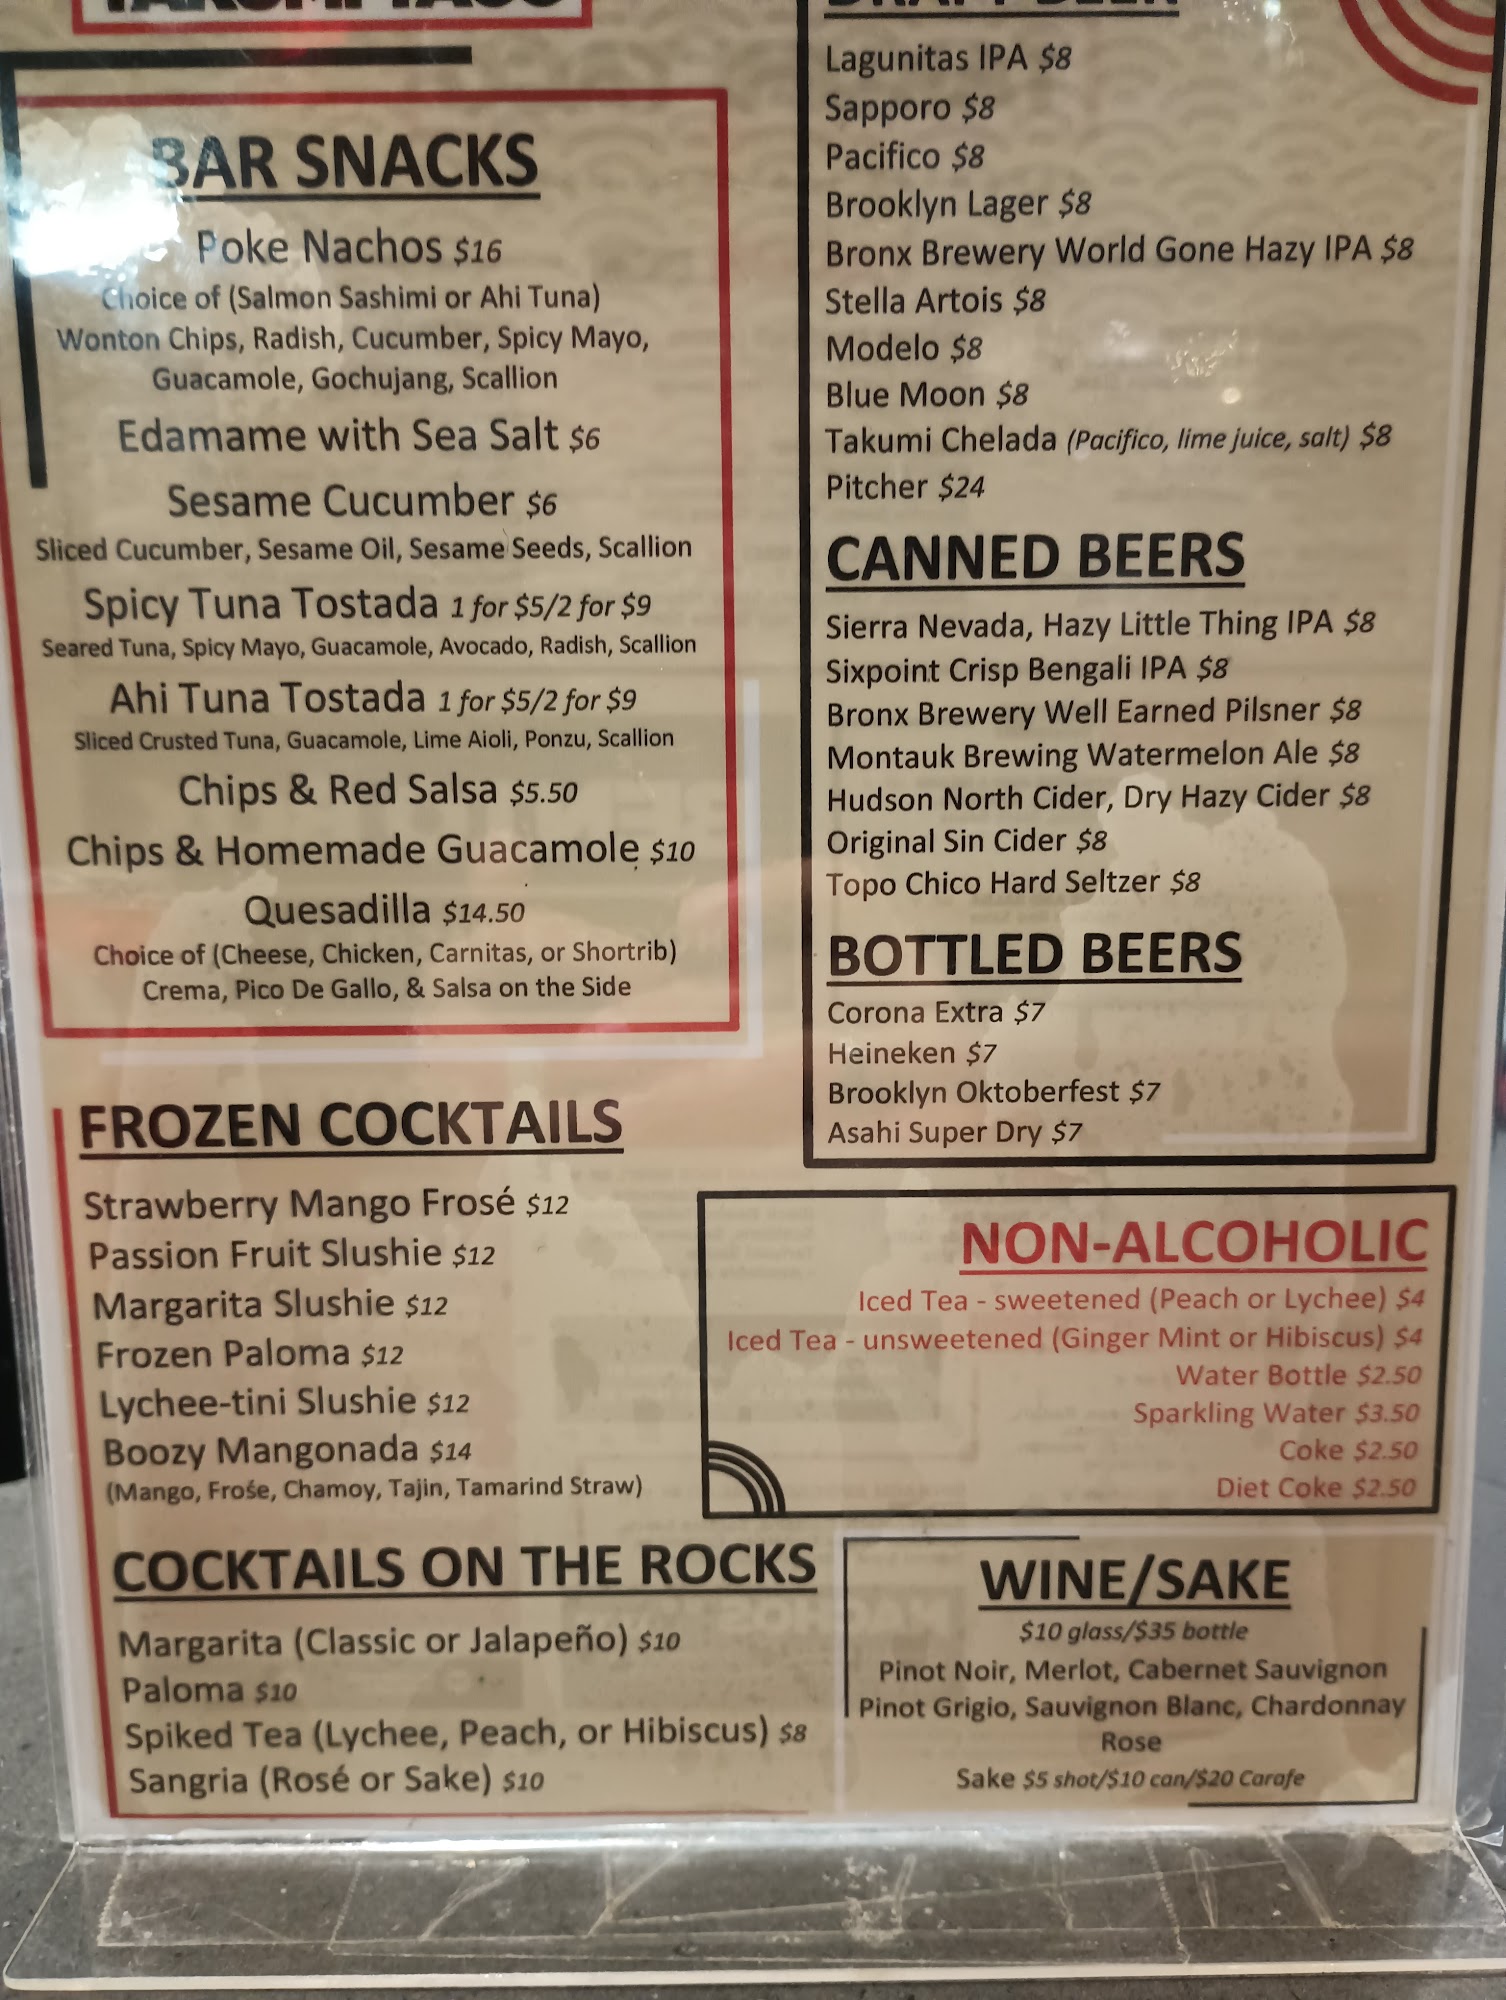 TAKUMI TACO
BAR SNACKS
Poke Nachos $16
Choice of (Salmon Sashimi or Ahi Tuna)
Wonton Chips, Radish, Cucumber, Spicy Mayo,
Guacamole, Gochujang, Scallion
Edamame with Sea Salt $6
Sesame Cucumber $6
Sliced Cucumber, Sesame Oil, Sesame Seeds, Scallion
Spicy Tuna Tostada 1 for $5/2 for $9
Seared Tuna, Spicy Mayo, Guacamole, Avocado, Radish, Scallion
Ahi Tuna Tostada 1 for $5/2 for $9
Sliced Crusted Tuna, Guacamole, Lime Aioli, Ponzu, Scallion
Chips & Red Salsa $5.50
Chips & Homemade Guacamole $10
Quesadilla $14.50
Choice of (Cheese, Chicken, Carnitas, or Shortrib)
Crema, Pico De Gallo, & Salsa on the Side
FROZEN COCKTAILS
Strawberry Mango Frosé $12
Passion Fruit Slushie $12
Margarita Slushie $12
Frozen Paloma $12
Lychee-tini Slushie $12
Boozy Mangonada $14
(Mango, Frośe, Chamoy, Tajin, Tamarind Straw)
COCKTAILS ON THE ROCKS
Margarita (Classic or Jalapeño) $10
Paloma $10
Spiked Tea (Lychee, Peach, or Hibiscus) $8
Sangria (Rosé or Sake) $10
DRAFT BEER
Lagunitas IPA $8
Sapporo $8
Pacifico $8
Brooklyn Lager $8
Bronx Brewery World Gone Hazy IPA $8
Stella Artois $8
Modelo $8
Blue Moon $8
Takumi Chelada (Pacifico, lime juice, salt) $8
Pitcher $24
CANNED BEERS
Sierra Nevada, Hazy Little Thing IPA $8
Sixpoint Crisp Bengali IPA $8
Bronx Brewery Well Earned Pilsner $8
Montauk Brewing Watermelon Ale $8
Hudson North Cider, Dry Hazy Cider $8
Original Sin Cider $8
Topo Chico Hard Seltzer $8
BOTTLED BEERS
Corona Extra $7
Heineken $7
Brooklyn Oktoberfest $7
Asahi Super Dry $7
NON-ALCOHOLIC
Iced Tea - sweetened (Peach or Lychee) $4
Iced Tea - unsweetened (Ginger Mint or Hibiscus) $4
Water Bottle $2.50
Sparkling Water $3.50
Coke $2.50
Diet Coke $2.50
WINE/SAKE
$10 glass/$35 bottle
Pinot Noir, Merlot, Cabernet Sauvignon
Pinot Grigio, Sauvignon Blanc, Chardonnay
Rose
Sake $5 shot/$10 can/$20 Carafe